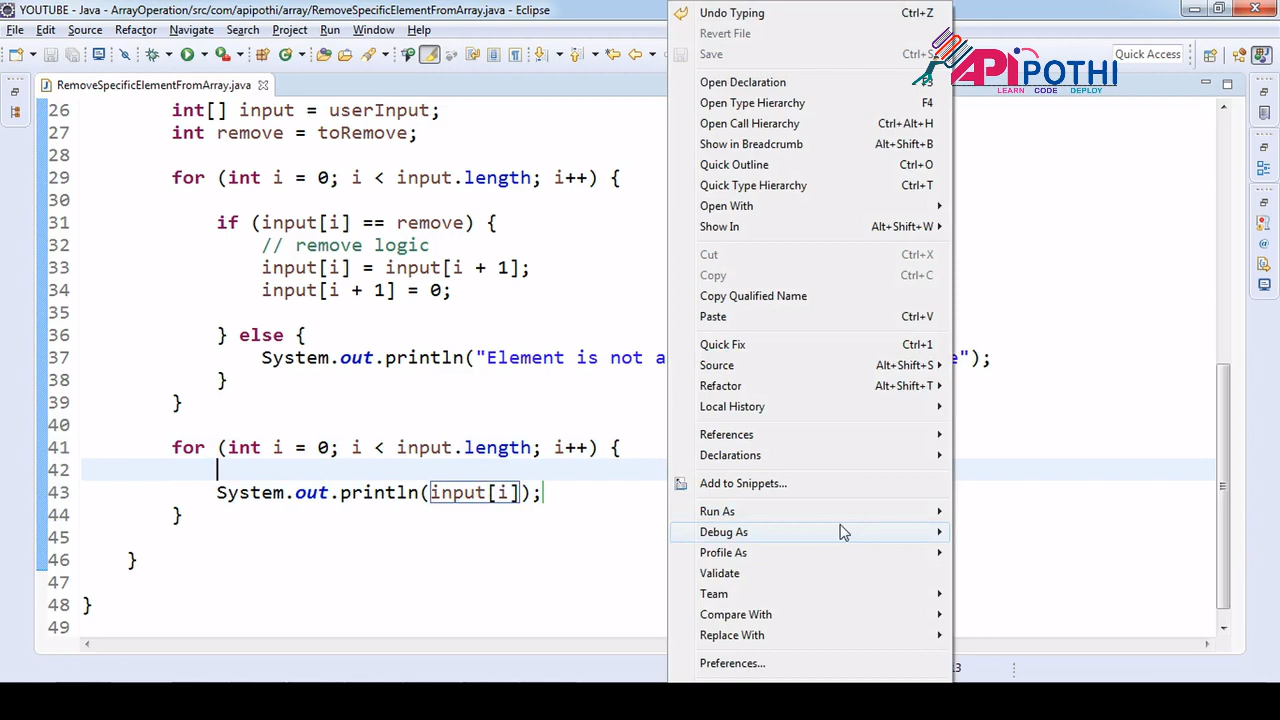 YOUTUBE - Java - ArrayOperation/src/com/apipothi/array/RemoveSpecificElementFromArray.java - Eclipse
File Edit Source Refactor Navigate Search Project Run Window Help
Quick Access
RemoveSpecificElementFromArray.java
26 int[] input = userInput;
27 int remove = toRemove;
28
29 for (int i = 0; i < input.length; i++) {
30
31 if (input[i] == remove) {
32 // remove logic
33 input[i] = input[i + 1];
34 input[i + 1] = 0;
35
36 } else {
37 System.out.println("Element is not a e");
38 }
39 }
40
41 for (int i = 0; i < input.length; i++) {
42
43 System.out.println(input[i]);
44 }
45
46 }
47
48 }
49
Undo Typing Ctrl+Z
Revert File
Save Ctrl+S
Open Declaration F3
Open Type Hierarchy F4
Open Call Hierarchy Ctrl+Alt+H
Show in Breadcrumb Alt+Shift+B
Quick Outline Ctrl+O
Quick Type Hierarchy Ctrl+T
Open With
Show In Alt+Shift+W
Cut Ctrl+X
Copy Ctrl+C
Copy Qualified Name
Paste Ctrl+V
Quick Fix Ctrl+1
Source Alt+Shift+S
Refactor Alt+Shift+T
Local History
References
Declarations
Add to Snippets...
Run As
Debug As
Profile As
Validate
Team
Compare With
Replace With
Preferences...
APIPOTHI
LEARN CODE DEPLOY